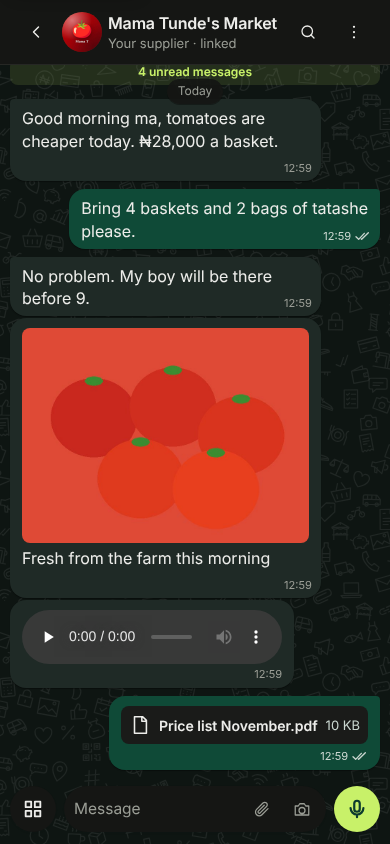 Mama Tunde's Market
Your supplier · linked
4 unread messages
Today
Good morning ma, tomatoes are
cheaper today. ₦28,000 a basket.
12:59
Bring 4 baskets and 2 bags of tatashe
please.
12:59
No problem. My boy will be there
before 9.
12:59
Fresh from the farm this morning
12:59
0:00 / 0:00
12:59
Price list November.pdf 10 KB
12:59
Message